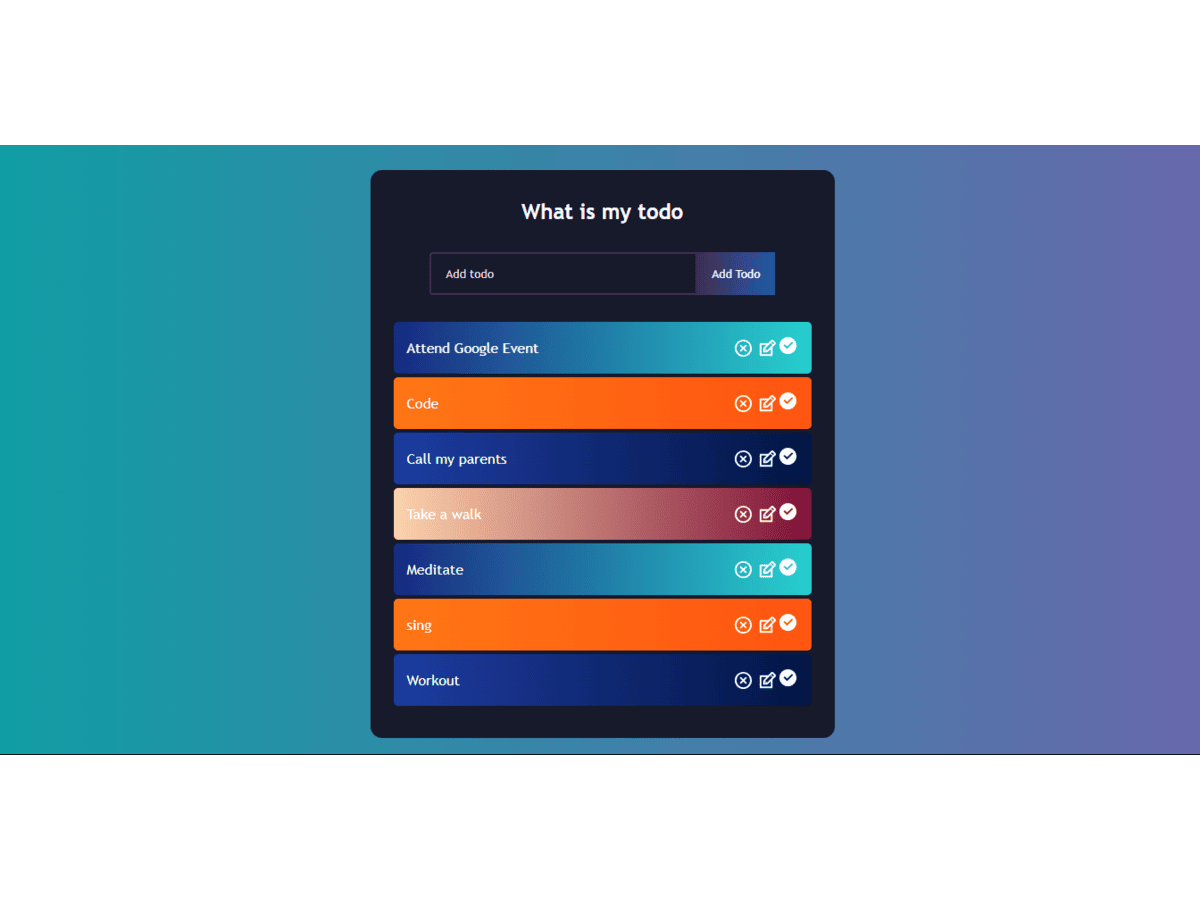 What is my todo
Add todo
Add Todo
Attend Google Event
Code
Call my parents
Take a walk
Meditate
sing
Workout